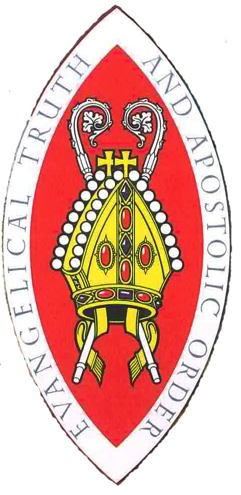 EVANGELICAL TRUTH
AND APOSTOLIC ORDER